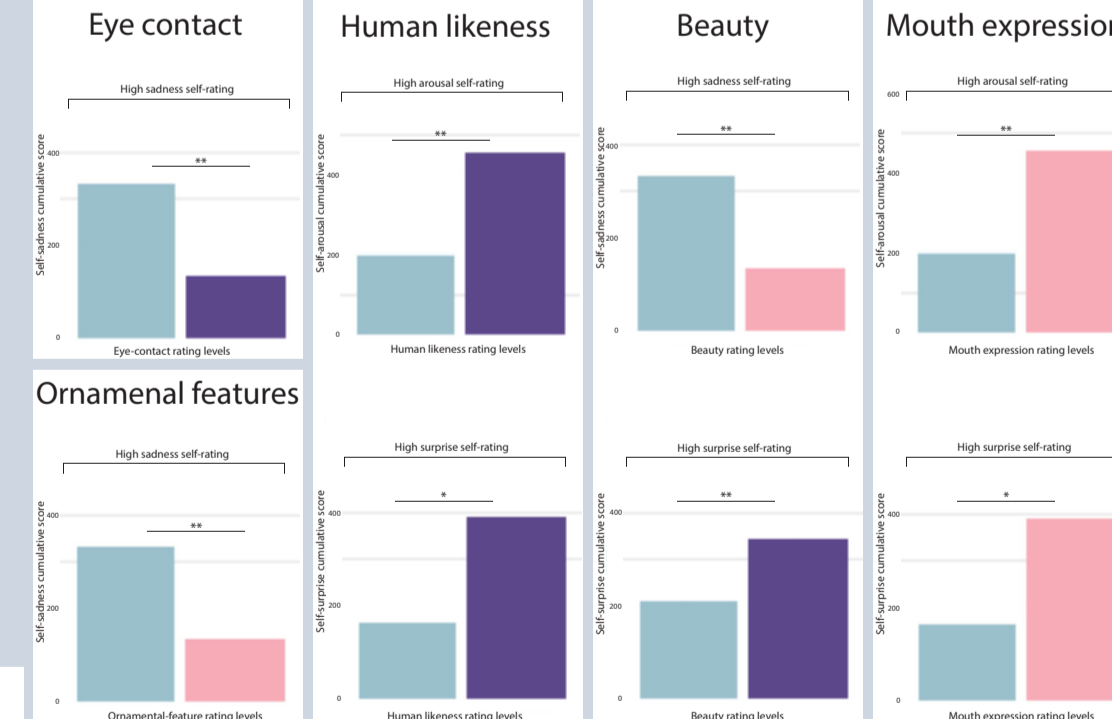 Eye contact
High sadness self-rating
**
Self-sadness cumulative score
400
200
0
Eye-contact rating levels
Human likeness
High arousal self-rating
**
Self-arousal cumulative score
400
200
0
Human likeness rating levels
Beauty
High sadness self-rating
**
Self-sadness cumulative score
400
200
0
Beauty rating levels
Mouth expression
High arousal self-rating
600
**
Self-arousal cumulative score
400
200
0
Mouth expression rating levels
Ornamenal features
High sadness self-rating
**
Self-sadness cumulative score
400
200
0
Ornamental-feature rating levels
High surprise self-rating
*
Self-surprise cumulative score
400
200
0
Human likeness rating levels
High surprise self-rating
**
Self-surprise cumulative score
400
200
0
Beauty rating levels
High surprise self-rating
*
Self-surprise cumulative score
400
200
0
Mouth expression rating levels